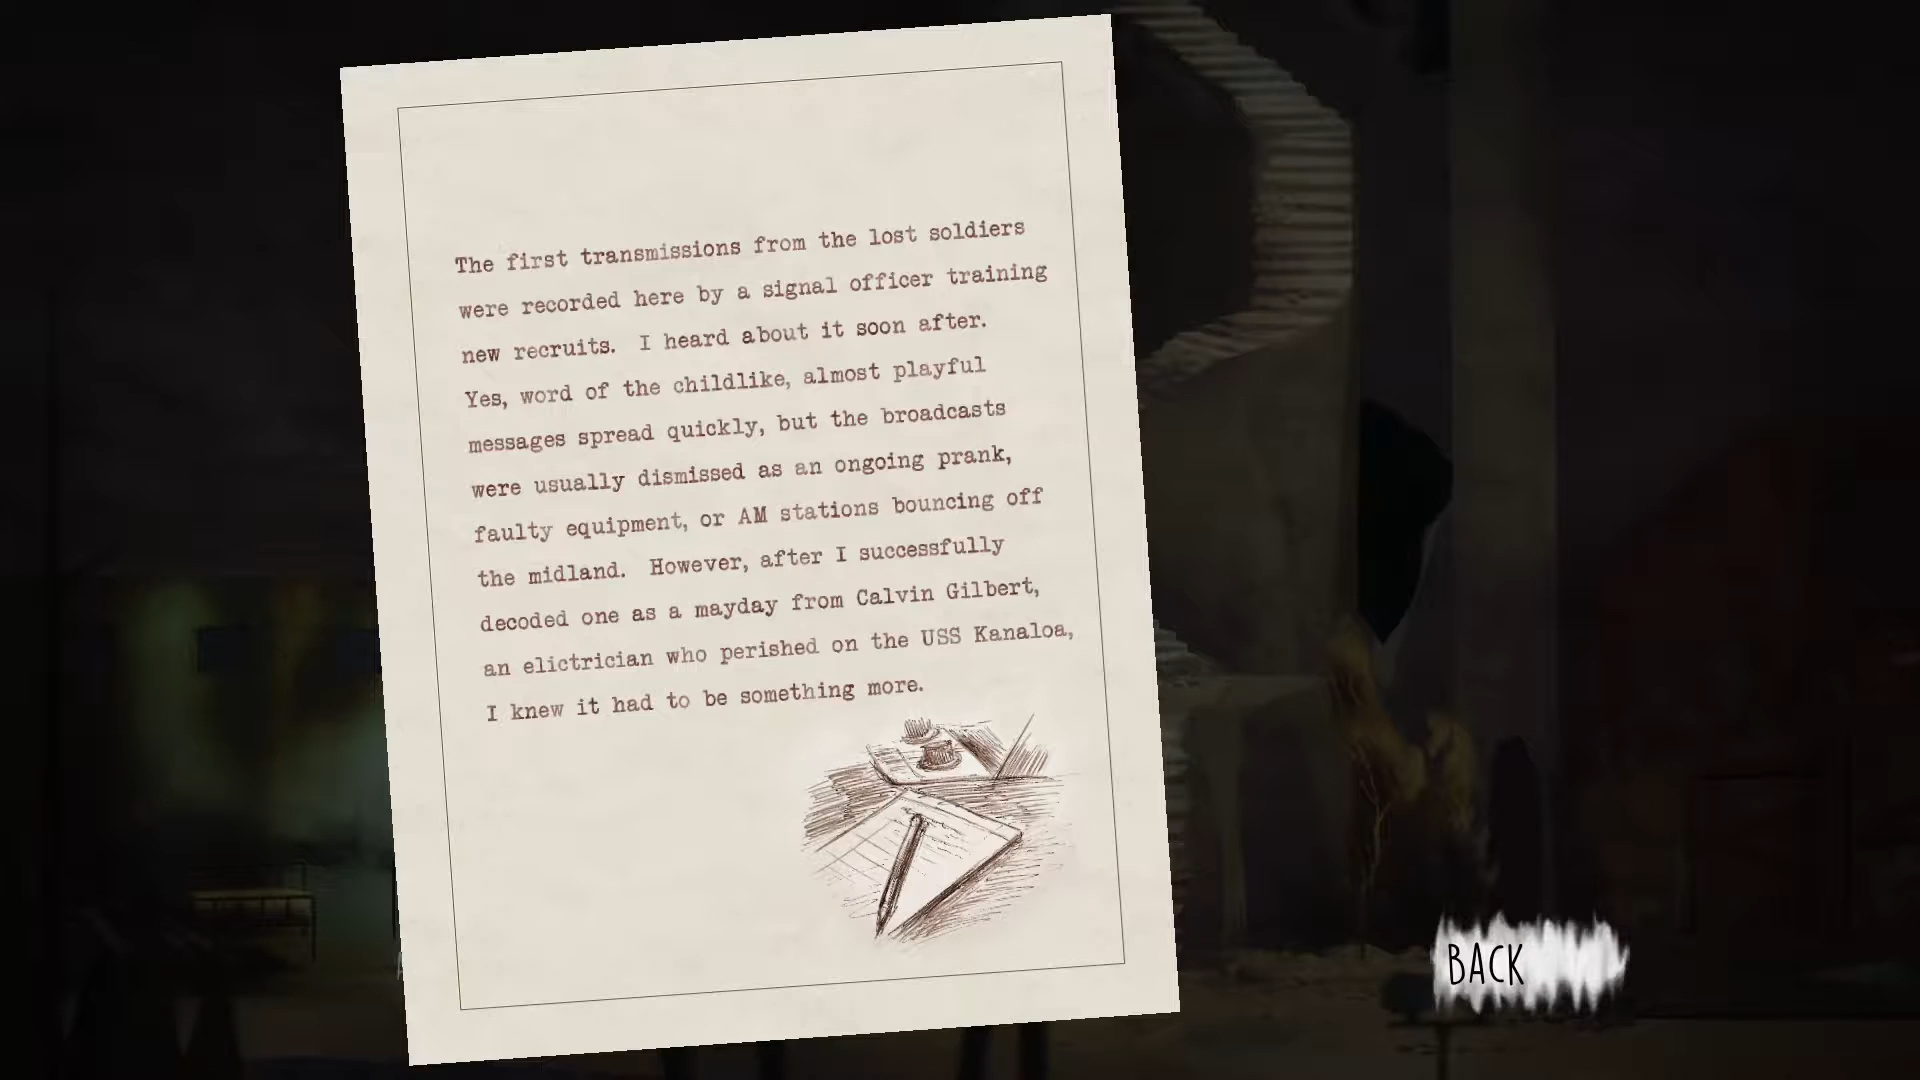 The first transmissions from the lost soldiers
were recorded here by a signal officer training
new recruits.  I heard about it soon after.
Yes, word of the childlike, almost playful
messages spread quickly, but the broadcasts
were usually dismissed as an ongoing prank,
faulty equipment, or AM stations bouncing off
the midland.  However, after I successfully
decoded one as a mayday from Calvin Gilbert,
an elictrician who perished on the USS Kanaloa,
I knew it had to be something more.
BACK